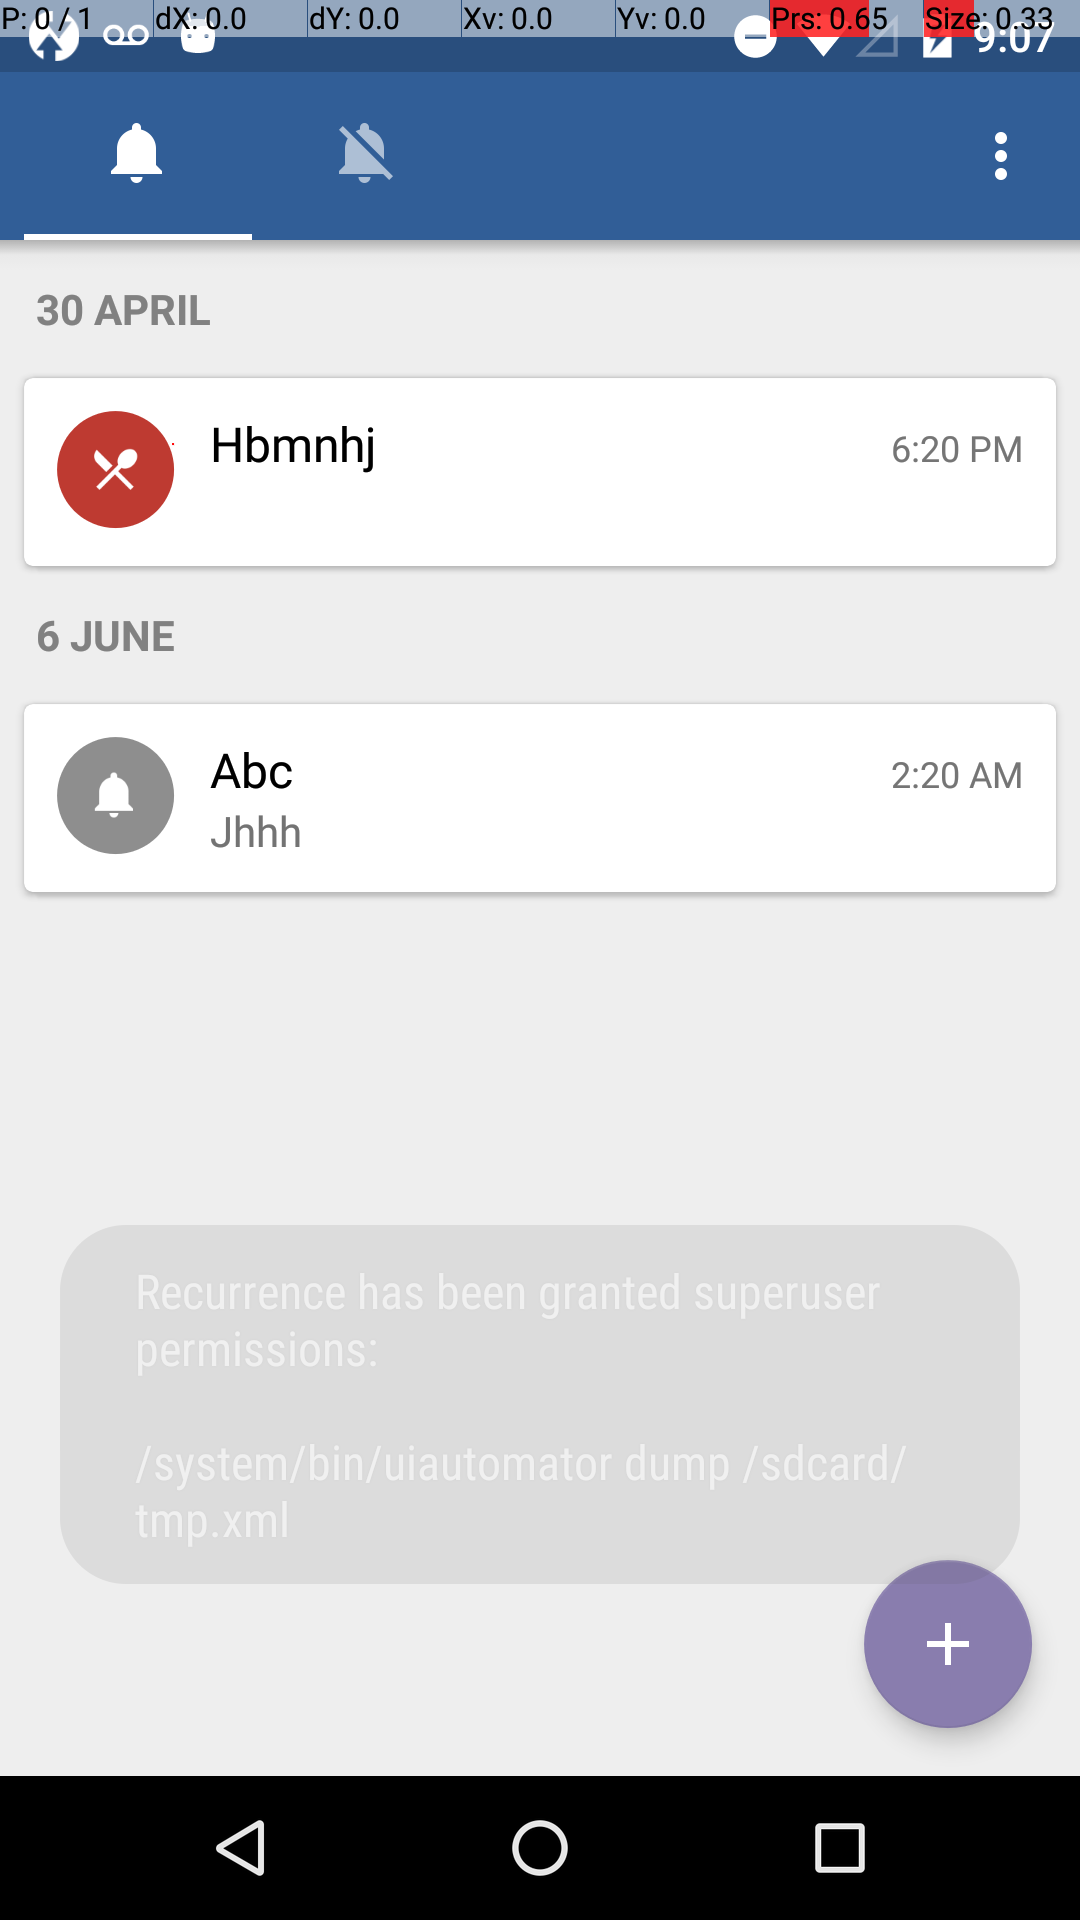 P: 0 / 1 dX: 0.0 dY: 0.0 Xv: 0.0 Yv: 0.0 Prs: 0.65 Size: 0.33
9:07
30 APRIL
Hbmnhj 6:20 PM
6 JUNE
Abc 2:20 AM
Jhhh
Recurrence has been granted superuser
permissions:
/system/bin/uiautomator dump /sdcard/
tmp.xml